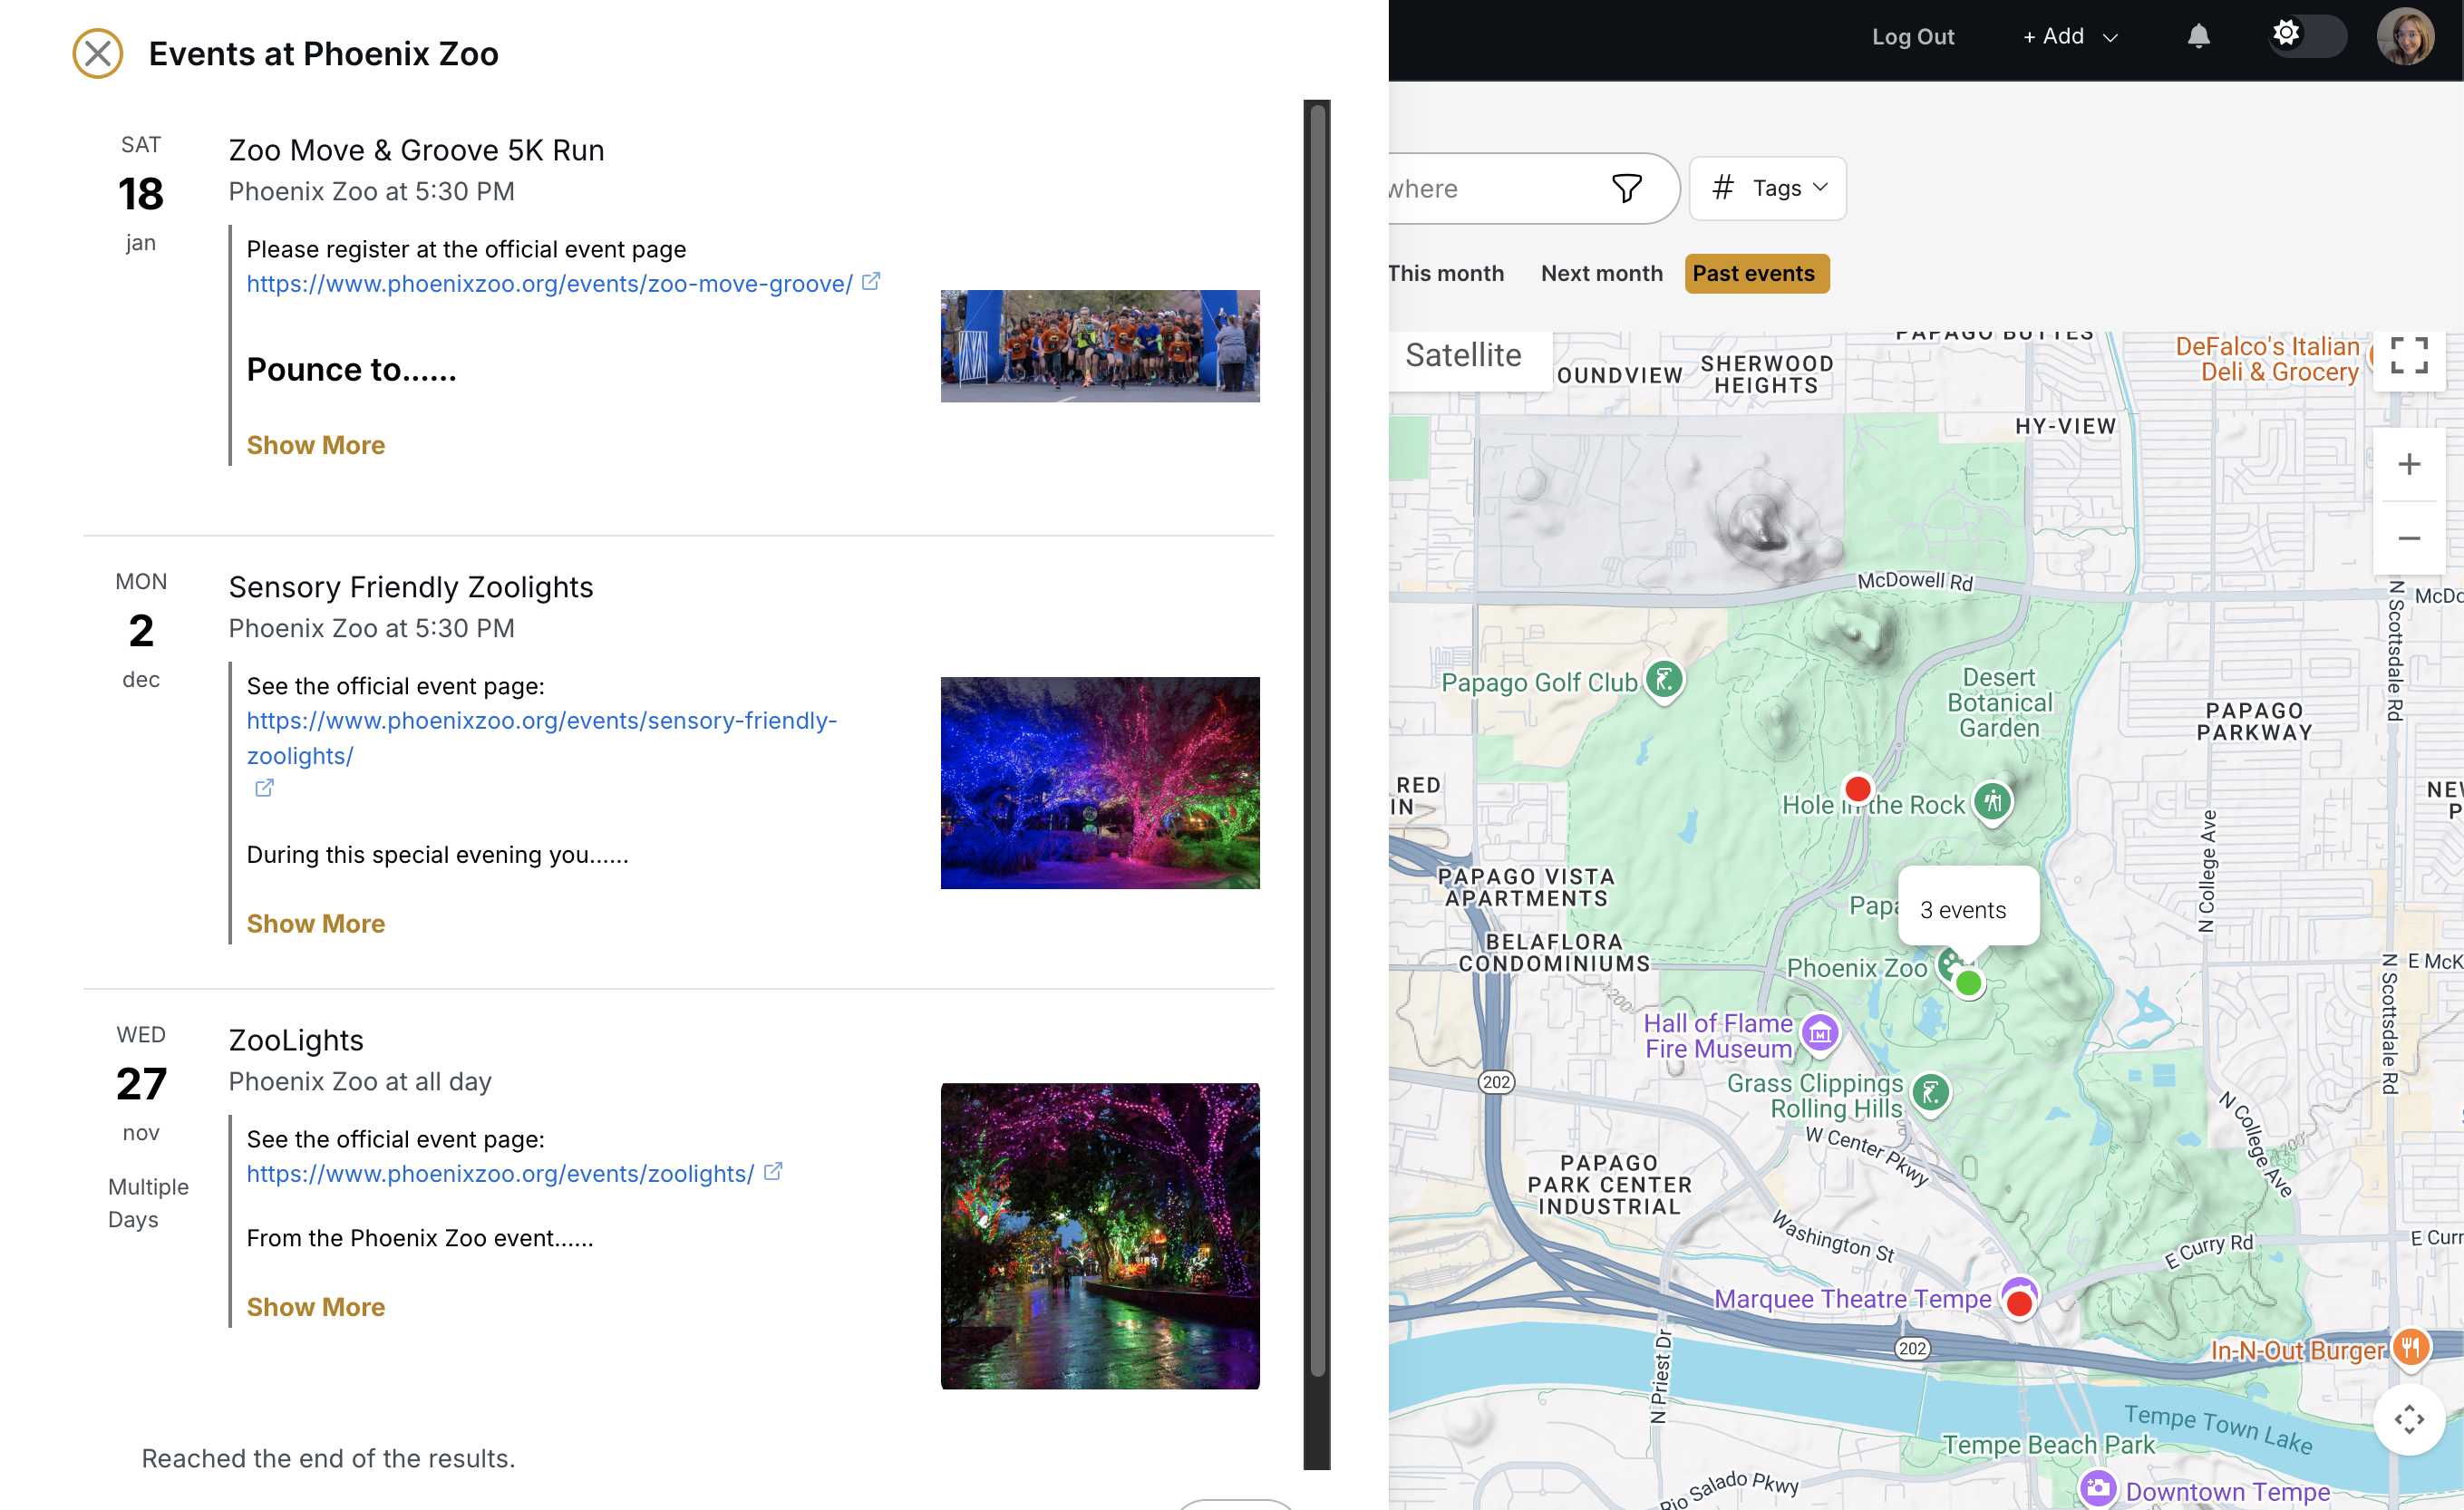 Events at Phoenix Zoo
SAT
18
jan
Zoo Move & Groove 5K Run
Phoenix Zoo at 5:30 PM
Please register at the official event page
https://www.phoenixzoo.org/events/zoo-move-groove/
Pounce to......
Show More
MON
2
dec
Sensory Friendly Zoolights
Phoenix Zoo at 5:30 PM
See the official event page:
https://www.phoenixzoo.org/events/sensory-friendly-
zoolights/
During this special evening you......
Show More
WED
27
nov
Multiple
Days
ZooLights
Phoenix Zoo at all day
See the official event page:
https://www.phoenixzoo.org/events/zoolights/
From the Phoenix Zoo event......
Show More
Reached the end of the results.
Log Out
+ Add
where
# Tags
This month
Next month
Past events
Satellite
OUNDVIEW
SHERWOOD
HEIGHTS
PAPAGO BUTTES
DeFalco's Italian
Deli & Grocery
HY-VIEW
McDowell Rd
McDo
N Scottsdale Rd
Papago Golf Club
Desert
Botanical
Garden
PAPAGO
PARKWAY
RED
IN
Hole in the Rock
NEW
P
N College Ave
PAPAGO VISTA
APARTMENTS
Papa
3 events
BELAFLORA
CONDOMINIUMS
Phoenix Zoo
E McK
N Scottsdale Rd
1200
Hall of Flame
Fire Museum
202
Grass Clippings
Rolling Hills
N College Ave
1200
W Center Pkwy
PAPAGO
PARK CENTER
INDUSTRIAL
Washington St
E Curry Rd
E Curr
Marquee Theatre Tempe
202
In-N-Out Burger
N Priest Dr
Tempe Town Lake
Tempe Beach Park
Rio Salado Pkwy
Downtown Tempe